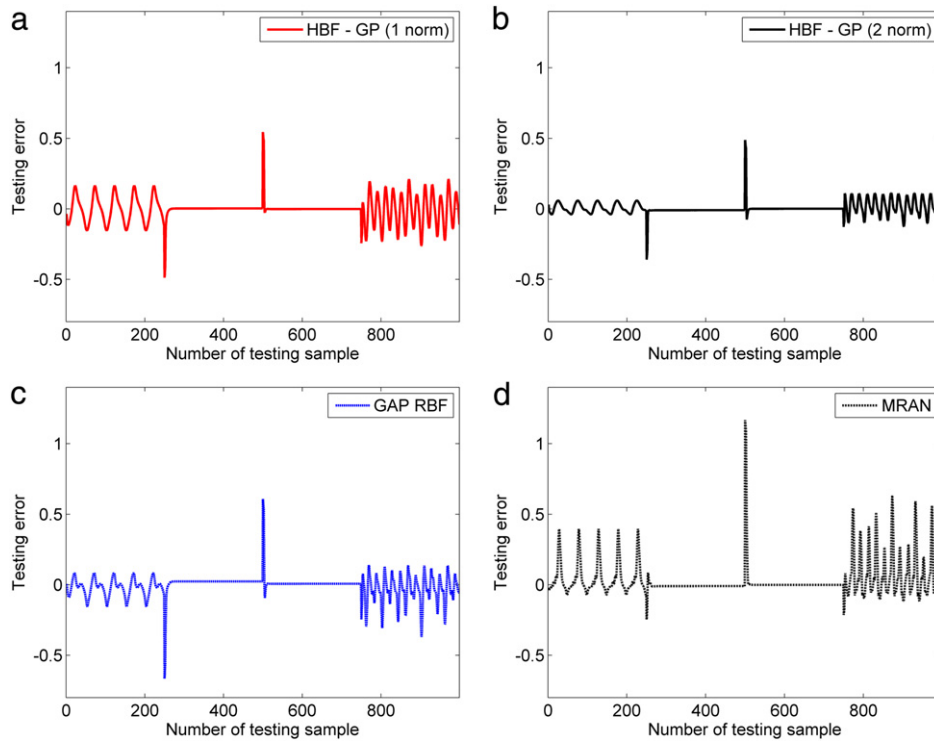 a
HBF - GP (1 norm)
1
0.5
0
-0.5
Testing error
0 200 400 600 800
Number of testing sample
b
HBF - GP (2 norm)
1
0.5
0
-0.5
Testing error
0 200 400 600 800
Number of testing sample
c
GAP RBF
1
0.5
0
-0.5
Testing error
0 200 400 600 800
Number of testing sample
d
MRAN
1
0.5
0
-0.5
Testing error
0 200 400 600 800
Number of testing sample